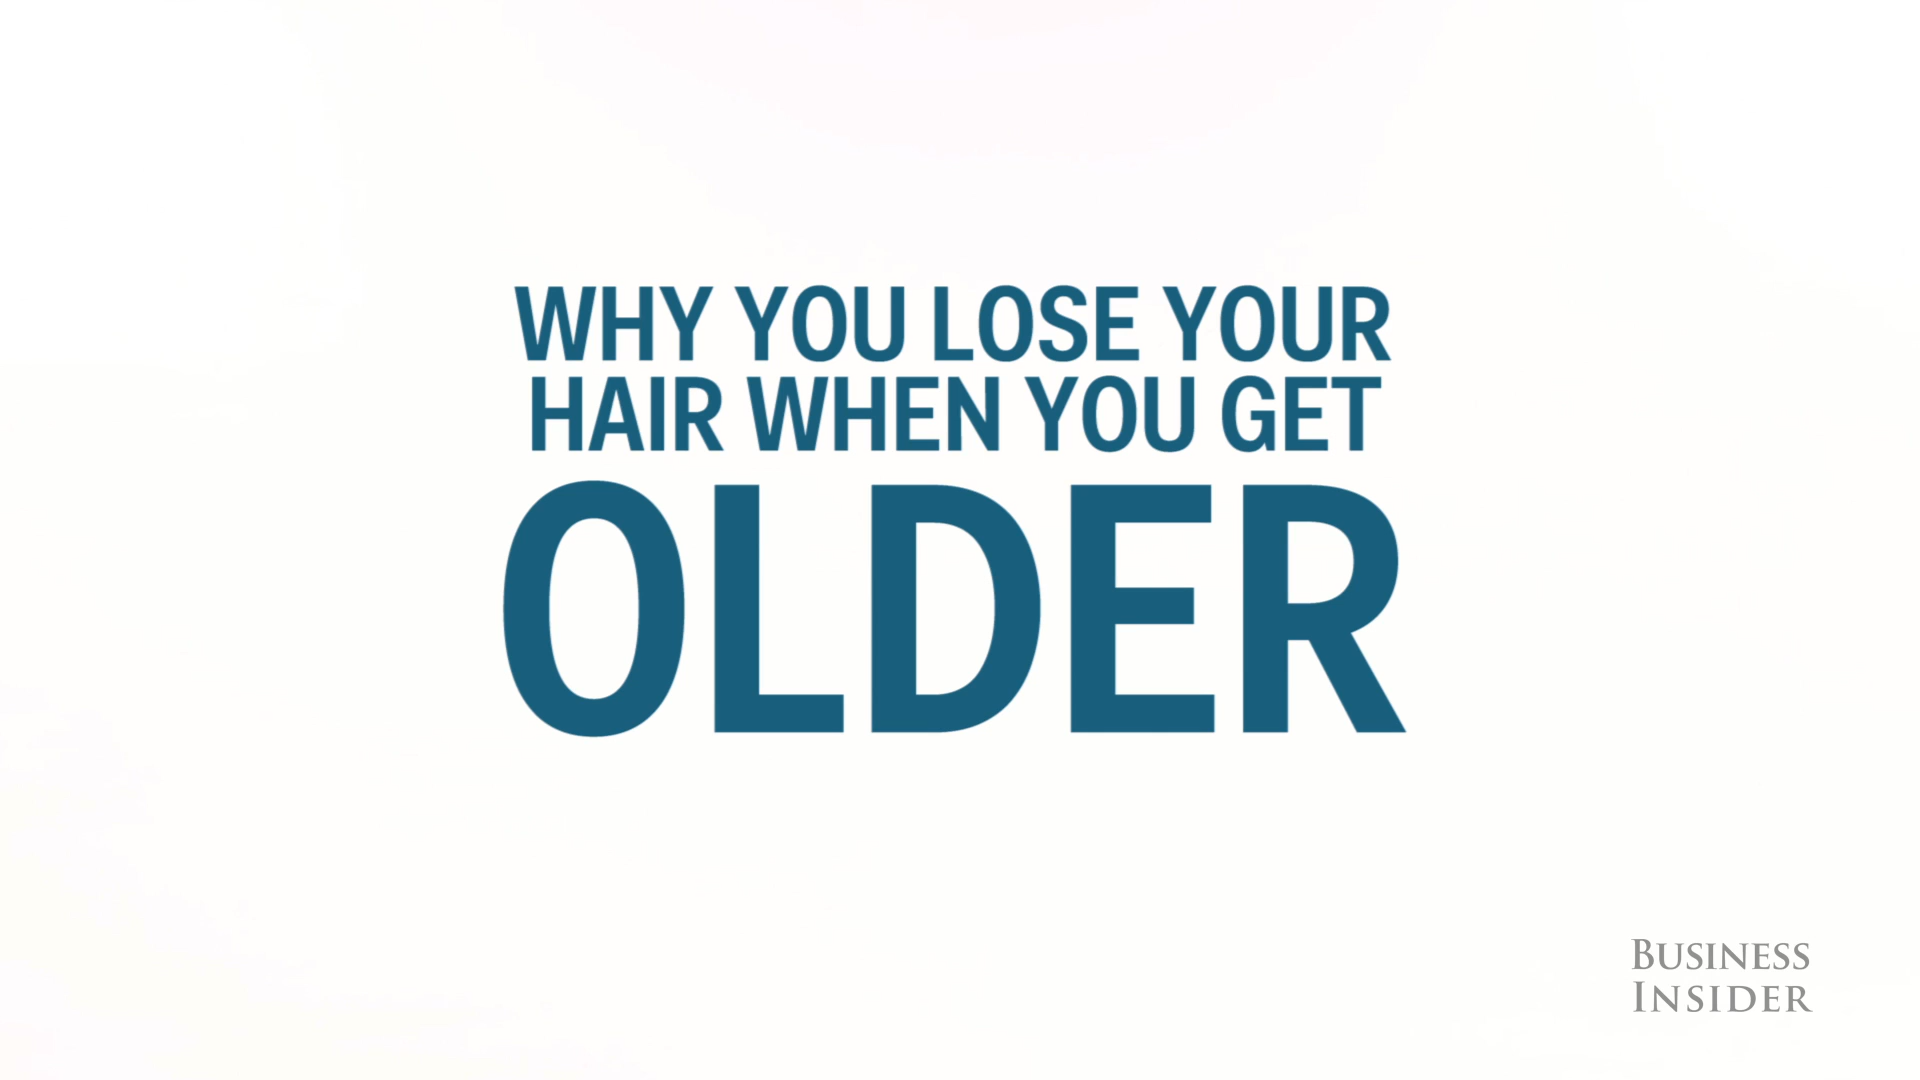 WHY YOU LOSE YOUR
HAIR WHEN YOU GET
OLDER
BUSINESS
INSIDER